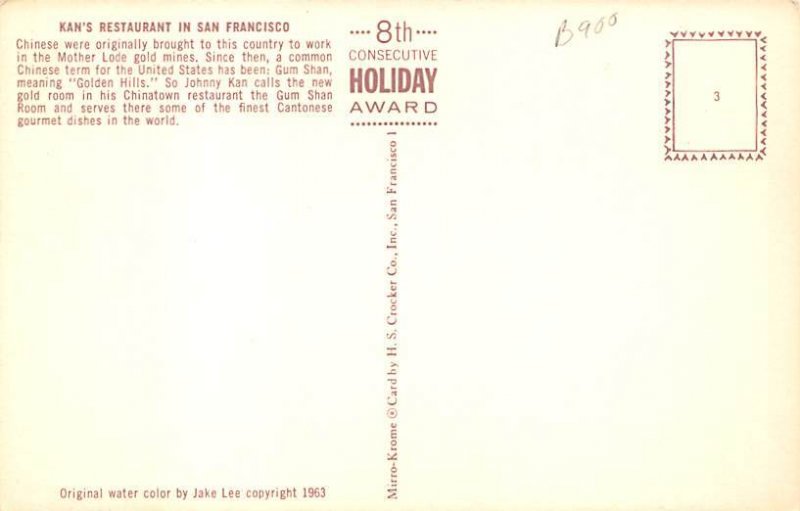 KAN'S RESTAURANT IN SAN FRANCISCO
Chinese were originally brought to this country to work
in the Mother Lode gold mines. Since then, a common
Chinese term for the United States has been: Gum Shan,
meaning "Golden Hills." So Johnny Kan calls the new
gold room in his Chinatown restaurant the Gum Shan
Room and serves there some of the finest Cantonese
gourmet dishes in the world.
···· 8th ····
CONSECUTIVE
HOLIDAY
AWARD
B900
3
Mirro-Krome ® Card by H. S. Crocker Co., Inc., San Francisco 1
Original water color by Jake Lee copyright 1963